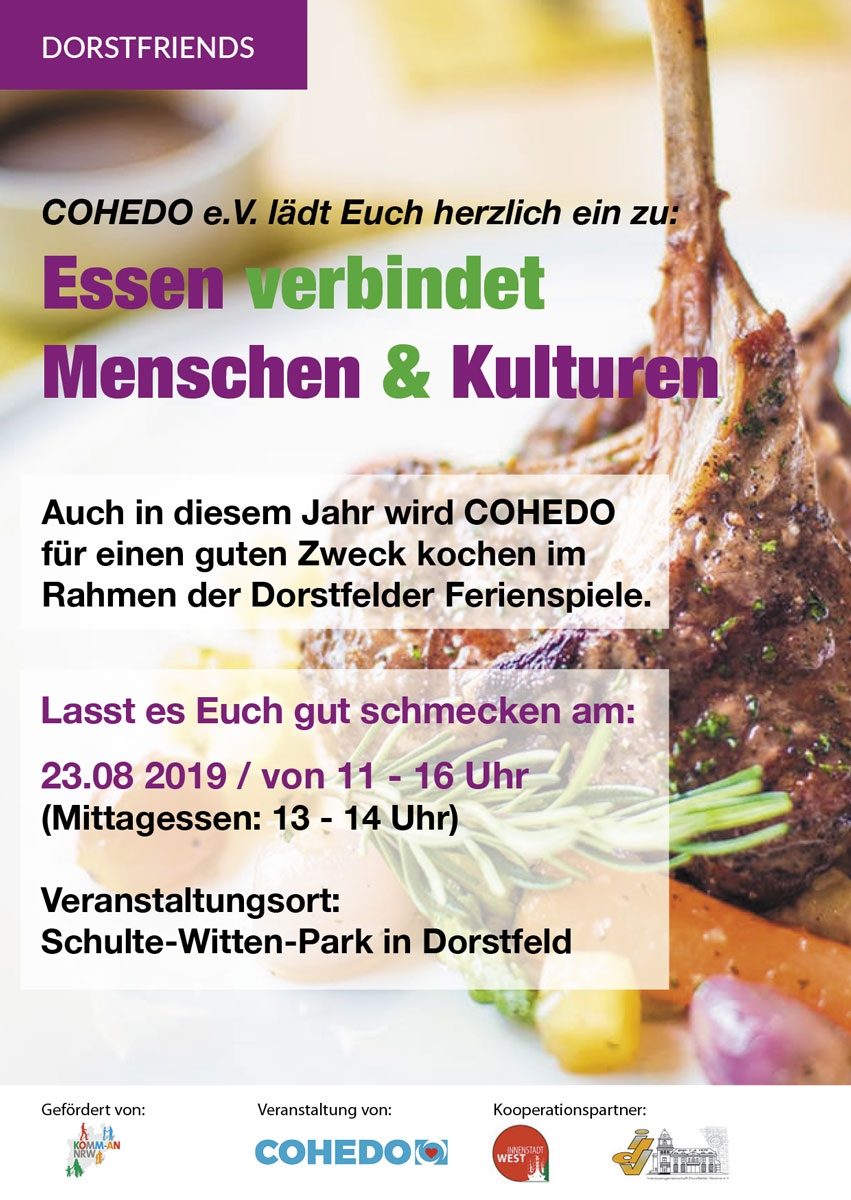 DORSTFRIENDS
COHEDO e.V. lädt Euch herzlich ein zu:
Essen verbindet
Menschen & Kulturen
Auch in diesem Jahr wird COHEDO
für einen guten Zweck kochen im
Rahmen der Dorstfelder Ferienspiele.
Lasst es Euch gut schmecken am:
23.08 2019 / von 11 - 16 Uhr
(Mittagessen: 13 - 14 Uhr)
Veranstaltungsort:
Schulte-Witten-Park in Dorstfeld
Gefördert von:
KOMM-AN
NRW
Veranstaltung von:
COHEDO
Kooperationspartner:
INNENSTADT
WEST
Interessengemeinschaft Dorstfelder Vereine e.V.